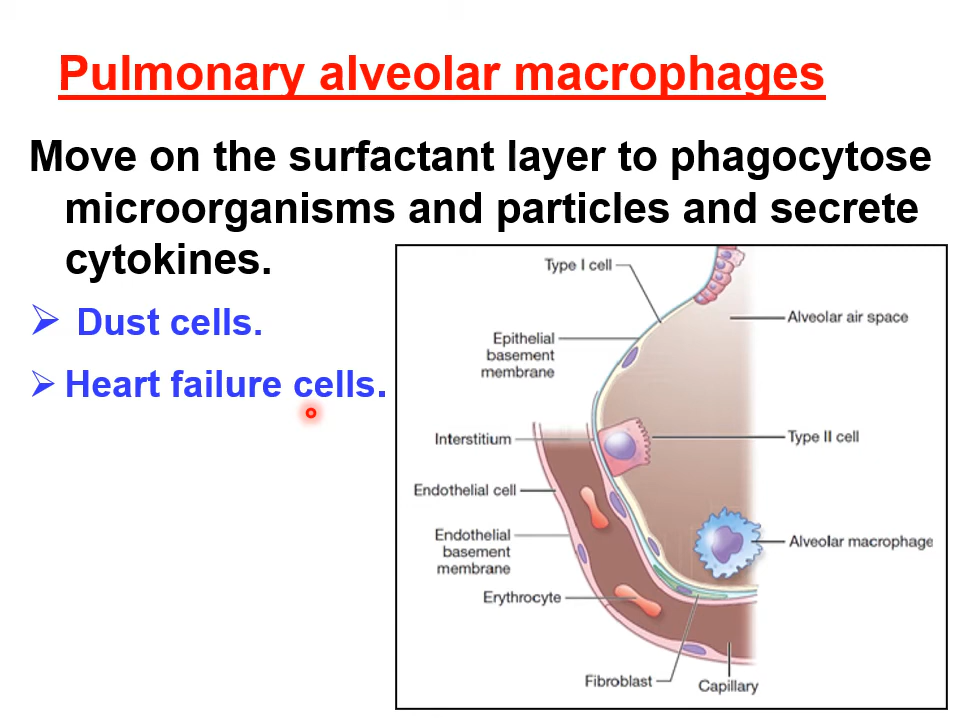 Pulmonary alveolar macrophages
Move on the surfactant layer to phagocytose
microorganisms and particles and secrete
cytokines.
➢ Dust cells.
➢ Heart failure cells.
Type I cell
Alveolar air space
Epithelial
basement
membrane
Interstitium
Type II cell
Endothelial cell
Endothelial
basement
membrane
Alveolar macrophage
Erythrocyte
Fibroblast
Capillary